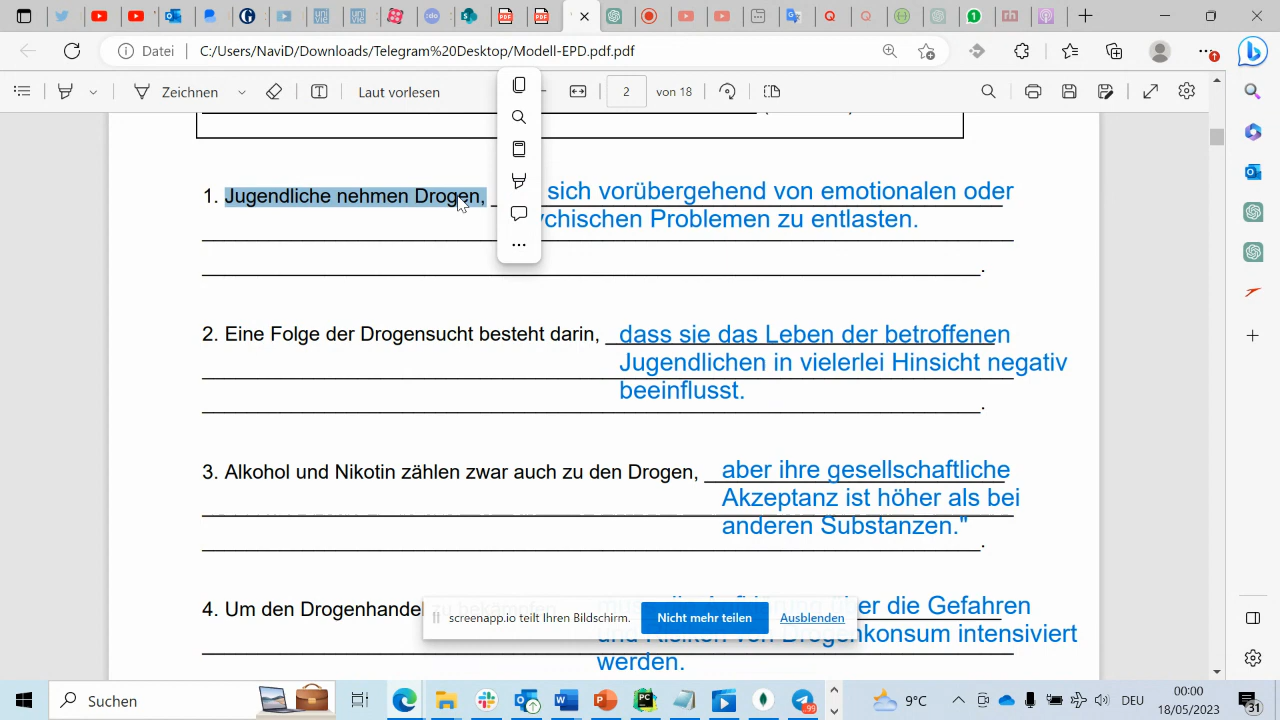 Datei
C:/Users/NaviD/Downloads/Telegram%20Desktop/Modell-EPD.pdf.pdf
Zeichnen
Laut vorlesen
2 von 18
1. Jugendliche nehmen Drogen, sich vorübergehend von emotionalen oder
ychischen Problemen zu entlasten.
2. Eine Folge der Drogensucht besteht darin, dass sie das Leben der betroffenen
Jugendlichen in vielerlei Hinsicht negativ
beeinflusst.
3. Alkohol und Nikotin zählen zwar auch zu den Drogen, aber ihre gesellschaftliche
Akzeptanz ist höher als bei
anderen Substanzen."
4. Um den Drogenhandel er die Gefahren
screenapp.io teilt Ihren Bildschirm. Nicht mehr teilen Ausblenden
konsum intensiviert
werden.
Suchen
9°C
DEU
00:00
18/05/2023
31